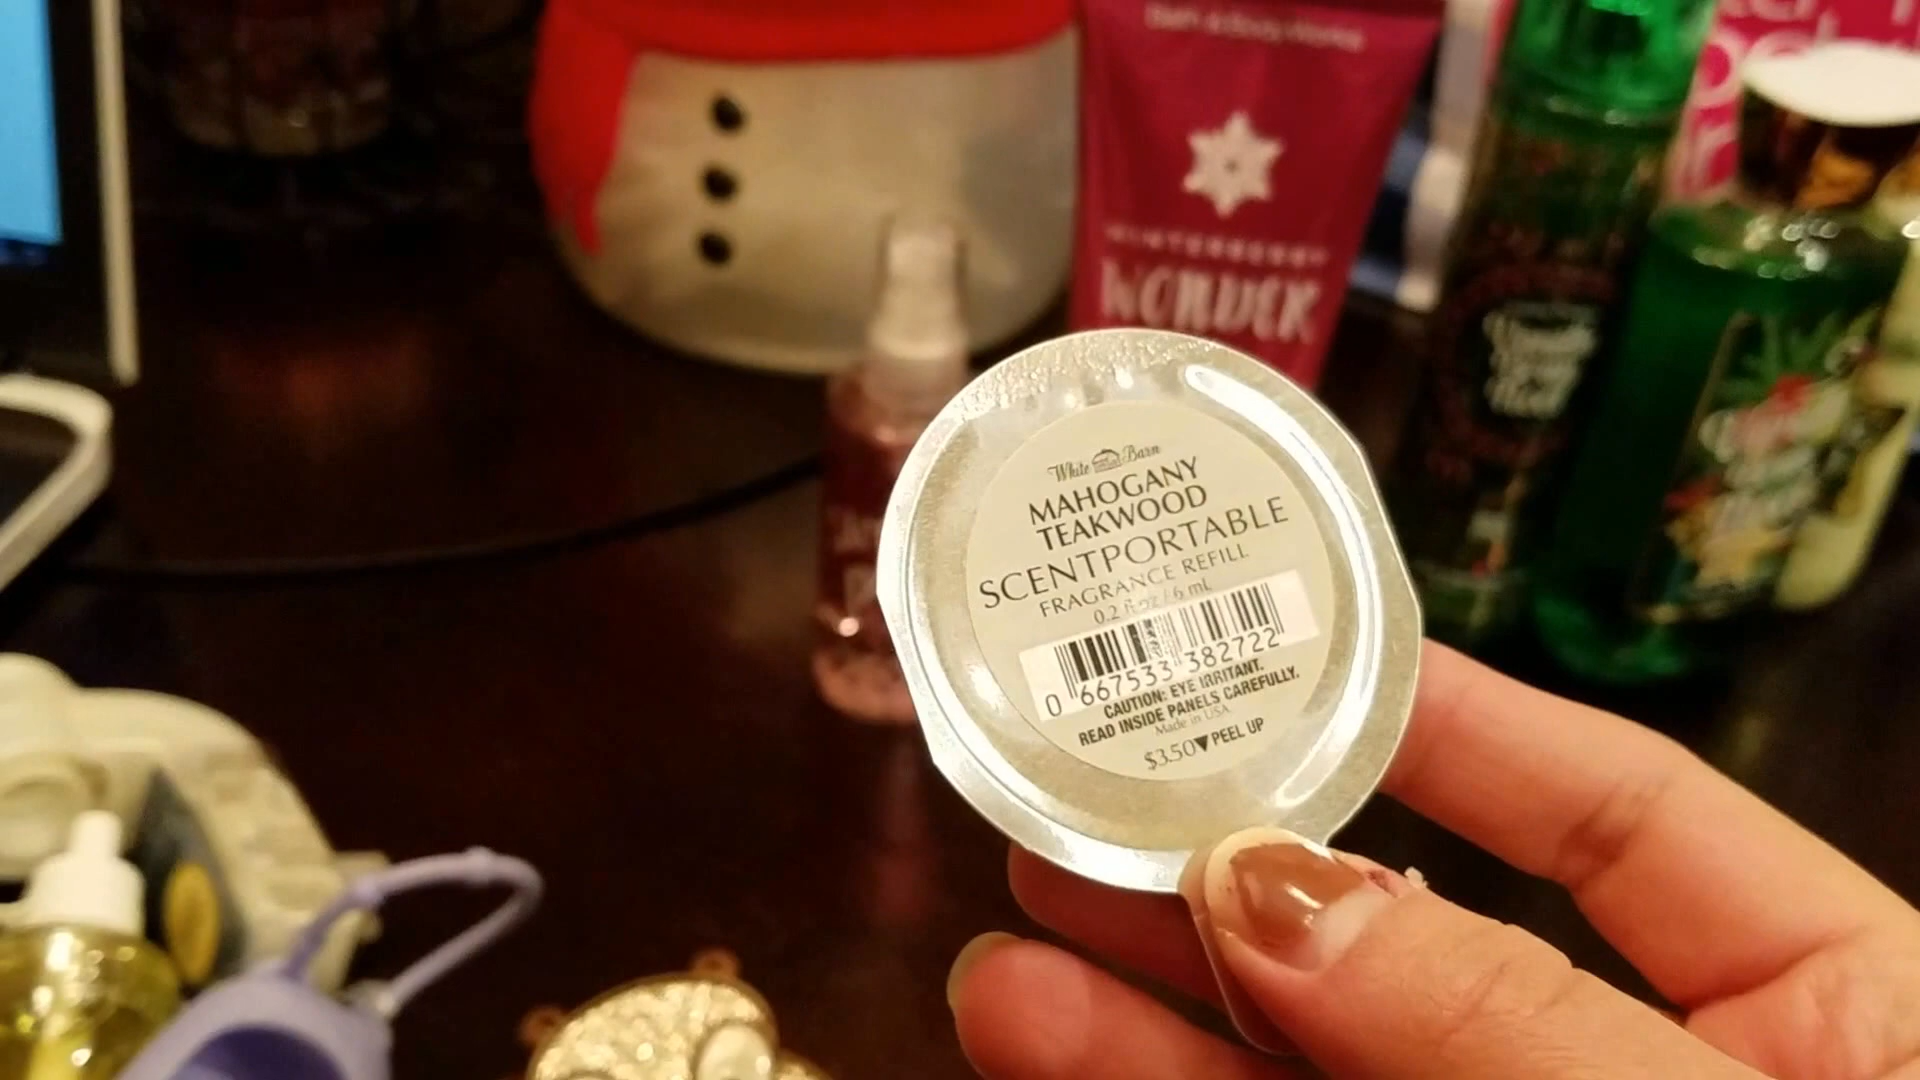 Bath & Body Works
WINTERBERRY
WONDER
White Barn
MAHOGANY
TEAKWOOD
SCENTPORTABLE
FRAGRANCE REFILL
0.2 fl oz / 6 mL
0 667533 382722
CAUTION: EYE IRRITANT.
READ INSIDE PANELS CAREFULLY.
Made in USA.
$3.50 ▼ PEEL UP